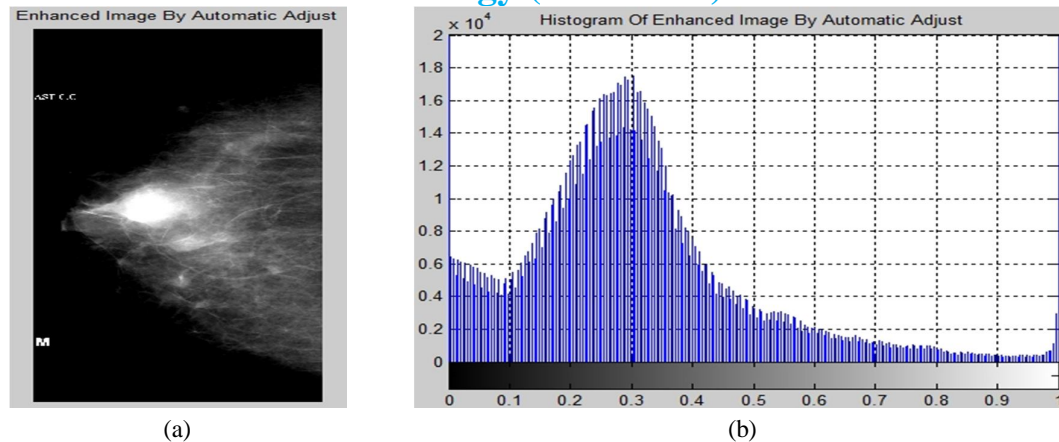 Enhanced Image By Automatic Adjust
AST C.C
M
(a)
Histogram Of Enhanced Image By Automatic Adjust
x 10⁴
2
1.8
1.6
1.4
1.2
1
0.8
0.6
0.4
0.2
0
0 0.1 0.2 0.3 0.4 0.5 0.6 0.7 0.8 0.9 1
(b)